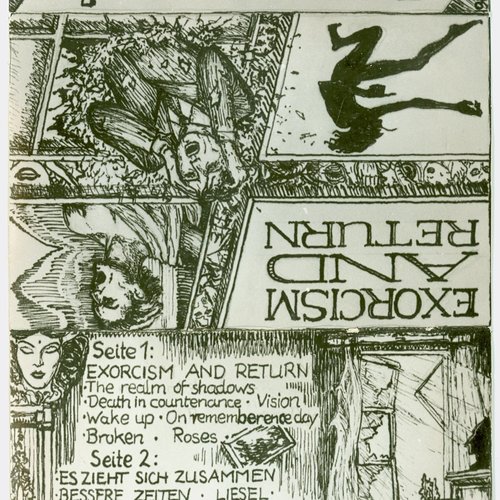 EXORCISM
AND
RETURN
Seite 1:
EXORCISM AND RETURN
·The realm of shadows
·Death in countenance · Vision
·Wake up · On rememberence day
·Broken · Roses
Seite 2:
·ES ZIEHT SICH ZUSAMMEN
·BESSERE ZEITEN · LIESEL ·